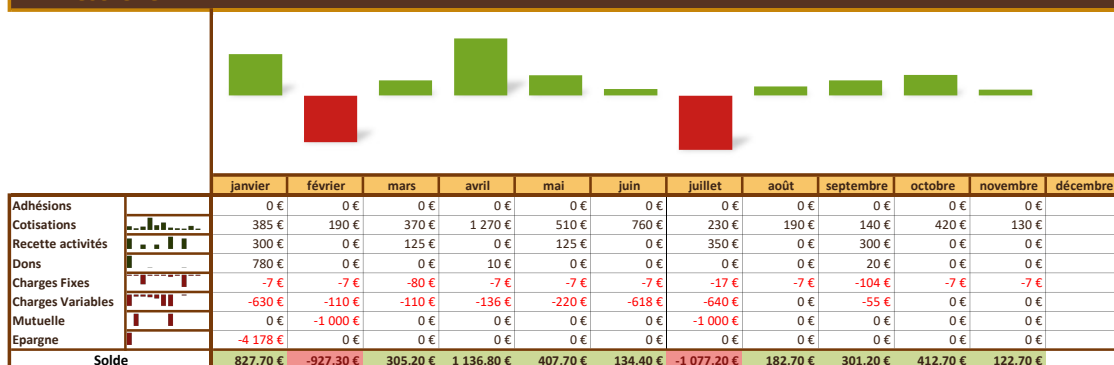 janvier février mars avril mai juin juillet août septembre octobre novembre décembre
Adhésions 0 € 0 € 0 € 0 € 0 € 0 € 0 € 0 € 0 € 0 € 0 €
Cotisations 385 € 190 € 370 € 1 270 € 510 € 760 € 230 € 190 € 140 € 420 € 130 €
Recette activités 300 € 0 € 125 € 0 € 125 € 0 € 350 € 0 € 300 € 0 € 0 €
Dons 780 € 0 € 0 € 10 € 0 € 0 € 0 € 0 € 20 € 0 € 0 €
Charges Fixes -7 € -7 € -80 € -7 € -7 € -7 € -17 € -7 € -104 € -7 € -7 €
Charges Variables -630 € -110 € -110 € -136 € -220 € -618 € -640 € 0 € -55 € 0 € 0 €
Mutuelle 0 € -1 000 € 0 € 0 € 0 € 0 € -1 000 € 0 € 0 € 0 € 0 €
Epargne -4 178 € 0 € 0 € 0 € 0 € 0 € 0 € 0 € 0 € 0 € 0 €
Solde 827.70 € -927.30 € 305.20 € 1 136.80 € 407.70 € 134.40 € -1 077.20 € 182.70 € 301.20 € 412.70 € 122.70 €